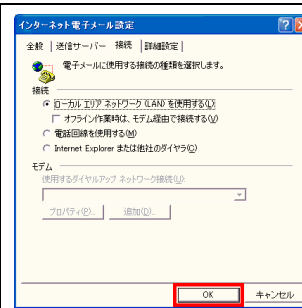 インターネット電子メール設定
全般 送信サーバー 接続 詳細設定
電子メールに使用する接続の種類を選択します。
接続
ローカル エリア ネットワーク (LAN) を使用する(L)
オフライン作業時は、モデム経由で接続する(V)
電話回線を使用する(M)
Internet Explorer または他社のダイヤラ(C)
モデム
使用するダイヤルアップ ネットワーク接続(U):
プロパティ(P)... 追加(D)...
OK キャンセル